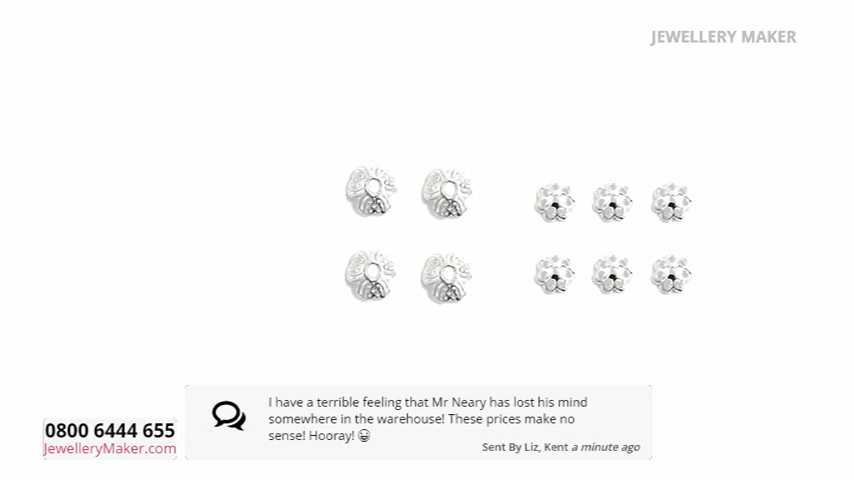 JEWELLERY MAKER
I have a terrible feeling that Mr Neary has lost his mind
somewhere in the warehouse! These prices make no
sense! Hooray! 😀
Sent By Liz, Kent a minute ago
0800 6444 655
JewelleryMaker.com